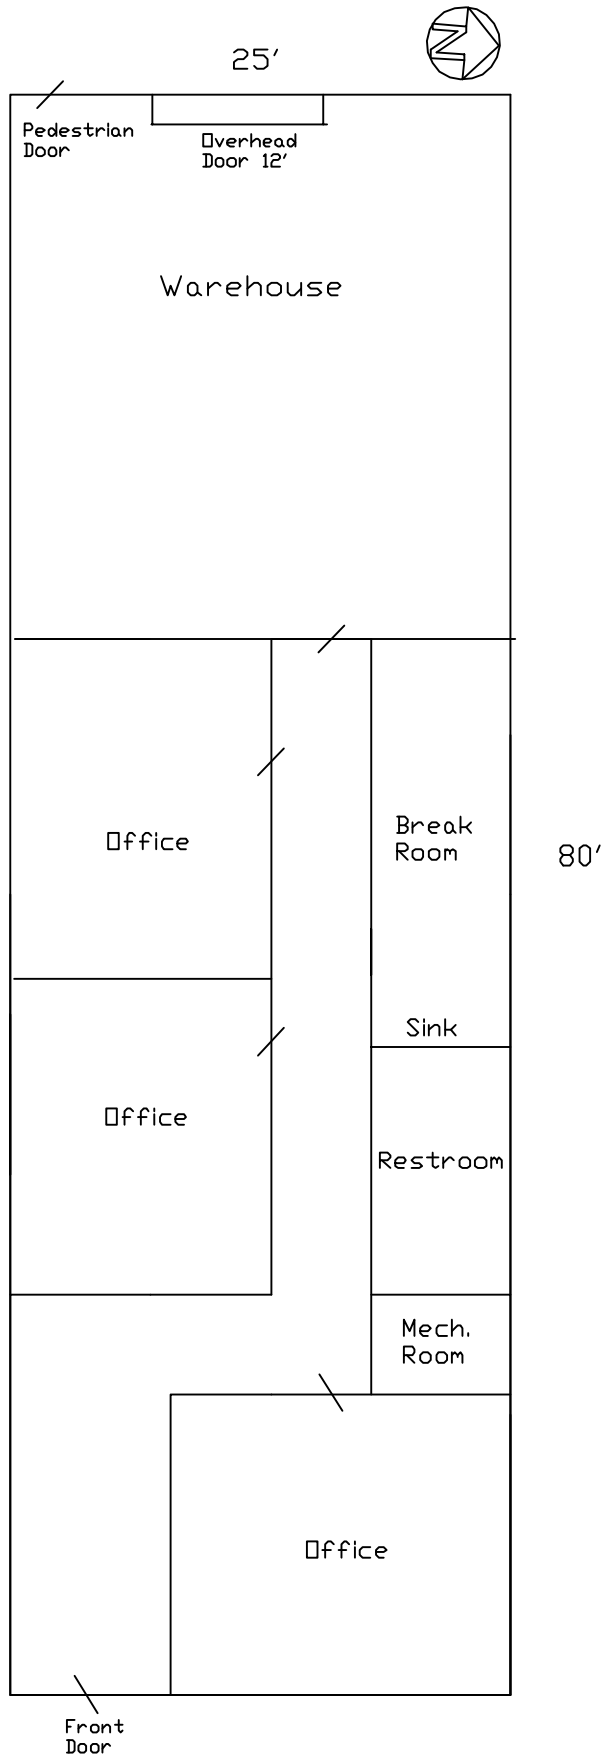 N
25'
Pedestrian
Door
Overhead
Door 12'
Warehouse
Break
Room
Office
80'
Sink
Office
Restroom
Mech.
Room
Office
Front
Door